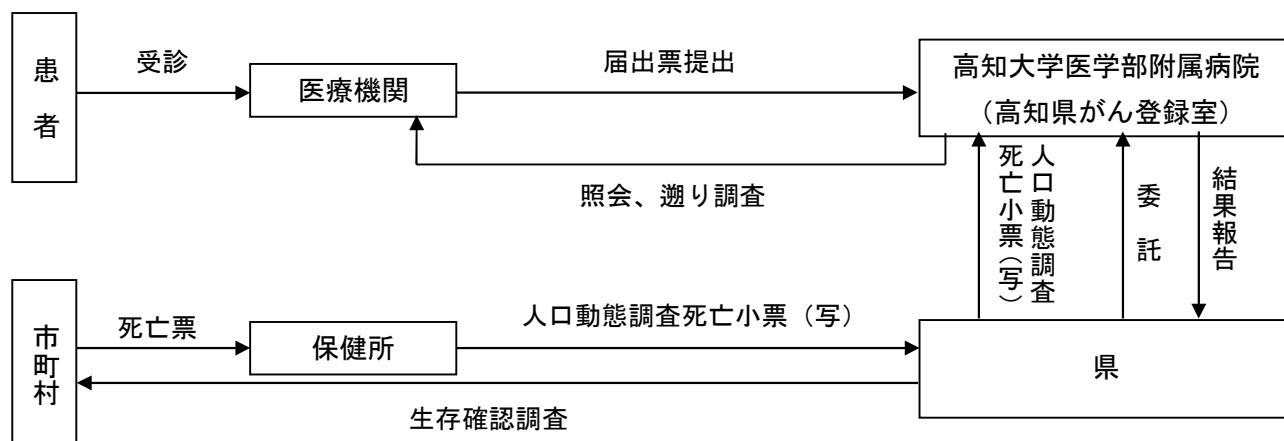 患者
受診
医療機関
届出票提出
高知大学医学部附属病院
（高知県がん登録室）
照会、遡り調査
人口動態調査
死亡小票（写）
委託
結果報告
市町村
死亡票
保健所
人口動態調査死亡小票（写）
県
生存確認調査